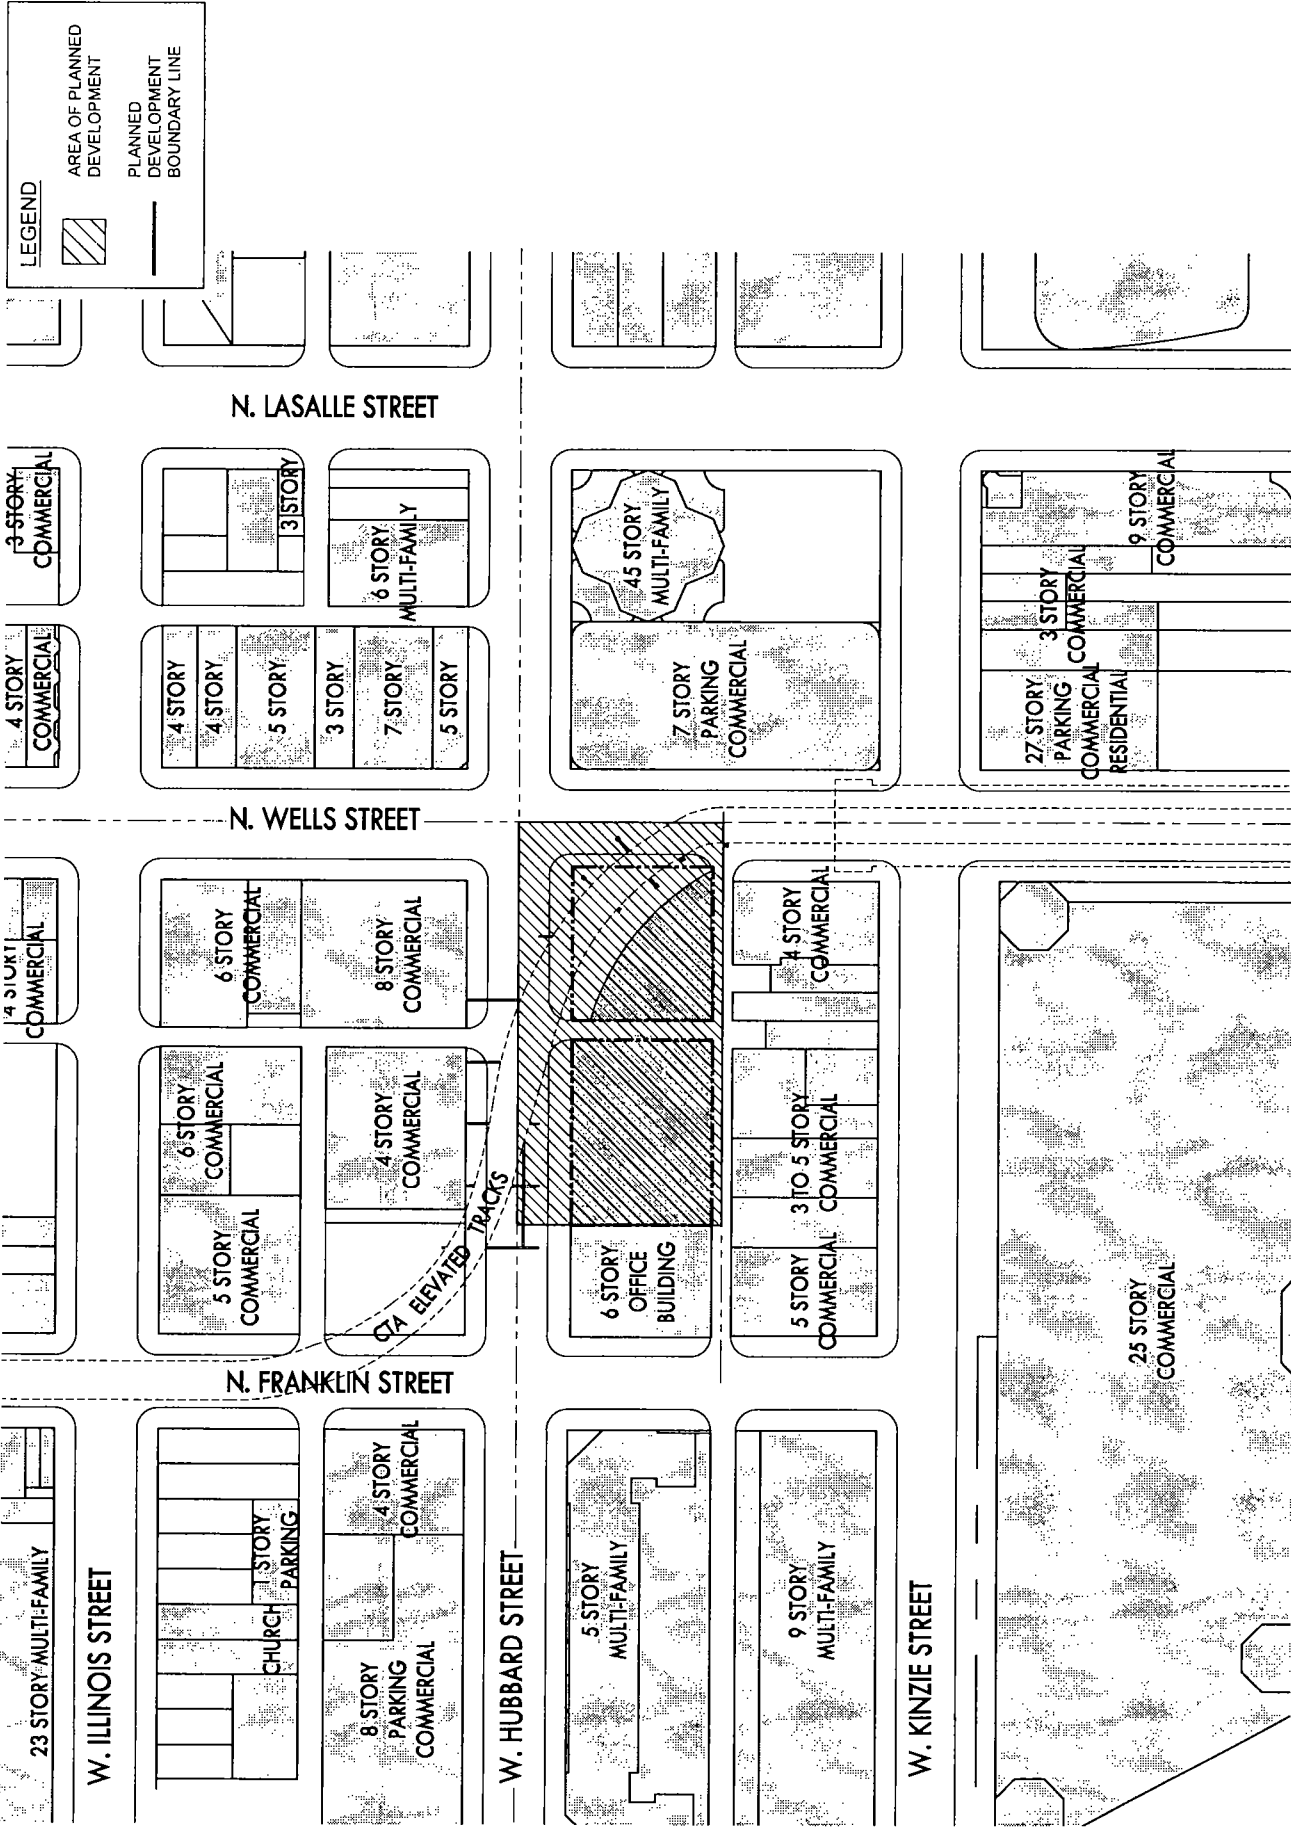 LEGEND
AREA OF PLANNED
DEVELOPMENT
PLANNED
DEVELOPMENT
BOUNDARY LINE
N. LASALLE STREET
3 STORY
COMMERCIAL
3 STORY
6 STORY
MULTI-FAMILY
45 STORY
MULTI-FAMILY
9 STORY
COMMERCIAL
3 STORY
COMMERCIAL
27 STORY
PARKING
COMMERCIAL
RESIDENTIAL
4 STORY
COMMERCIAL
4 STORY
4 STORY
5 STORY
3 STORY
7 STORY
5 STORY
7 STORY
PARKING
COMMERCIAL
N. WELLS STREET
4 STORY
COMMERCIAL
6 STORY
COMMERCIAL
8 STORY
COMMERCIAL
4 STORY
COMMERCIAL
6 STORY
COMMERCIAL
4 STORY
COMMERCIAL
3 TO 5 STORY
COMMERCIAL
5 STORY
COMMERCIAL
CTA ELEVATED TRACKS
6 STORY
OFFICE
BUILDING
5 STORY
COMMERCIAL
25 STORY
COMMERCIAL
N. FRANKLIN STREET
4 STORY
COMMERCIAL
1 STORY
PARKING
CHURCH
8 STORY
PARKING
COMMERCIAL
5 STORY
MULTI-FAMILY
9 STORY
MULTI-FAMILY
23 STORY MULTI-FAMILY
W. ILLINOIS STREET
W. HUBBARD STREET
W. KINZIE STREET